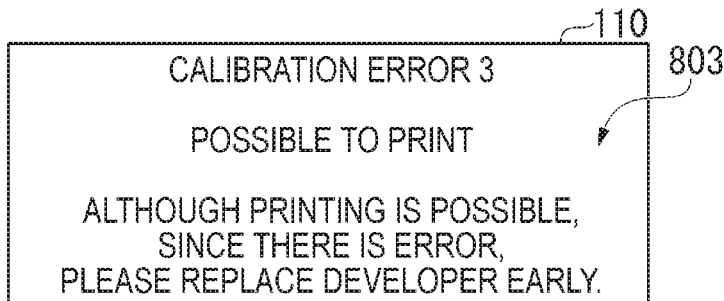 110
CALIBRATION ERROR 3
803
POSSIBLE TO PRINT
ALTHOUGH PRINTING IS POSSIBLE,
SINCE THERE IS ERROR,
PLEASE REPLACE DEVELOPER EARLY.